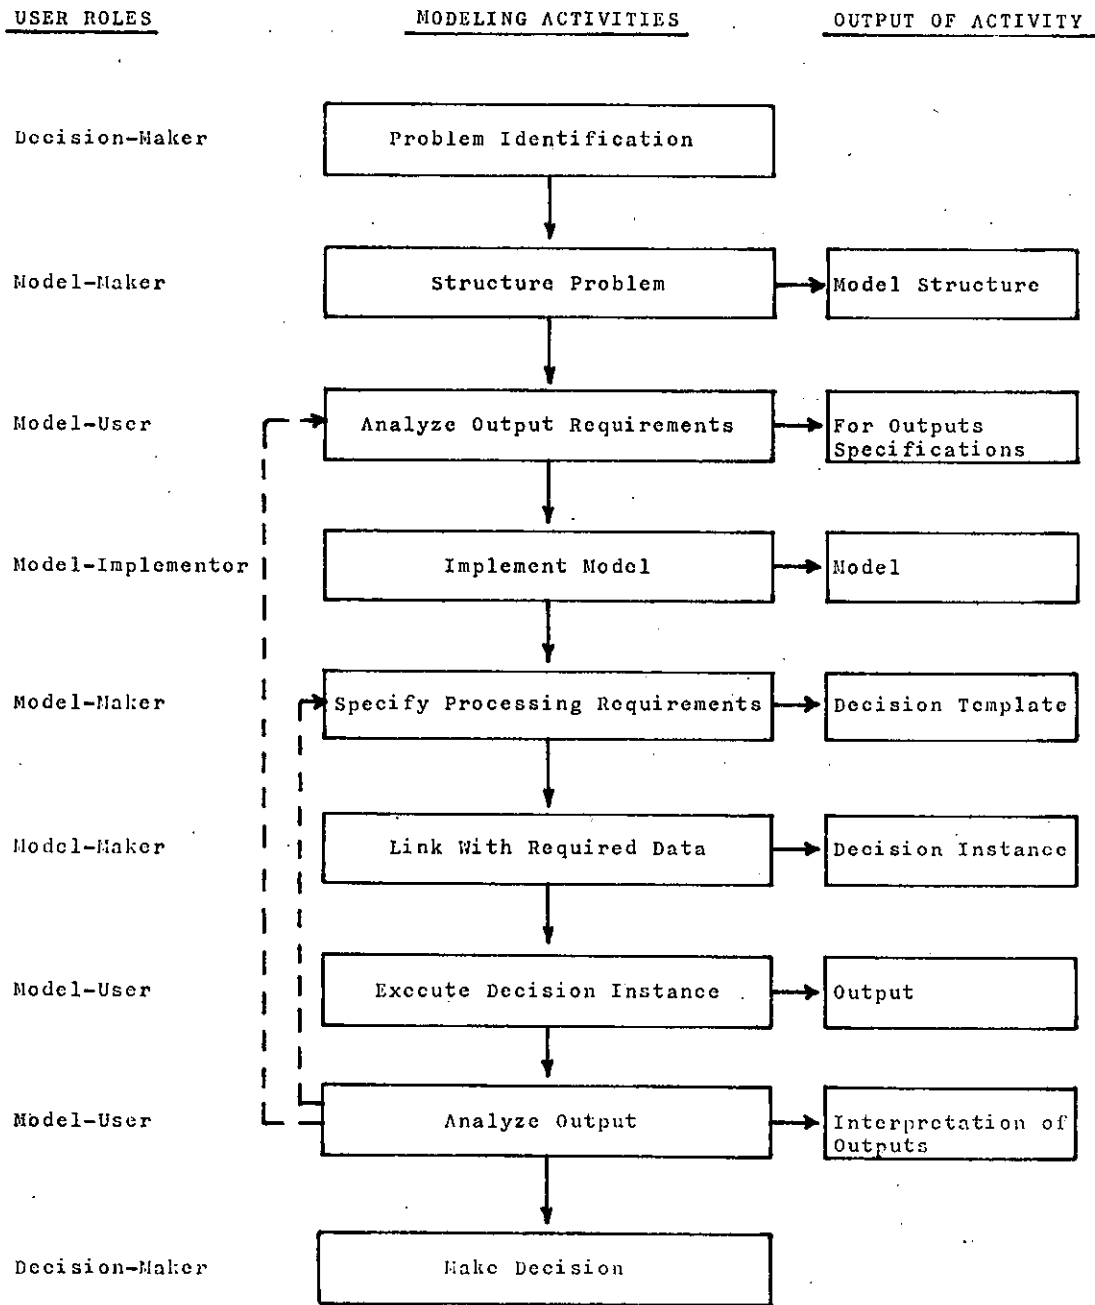 USER ROLES MODELING ACTIVITIES OUTPUT OF ACTIVITY
Decision-Maker Problem Identification
Model-Maker Structure Problem Model Structure
Model-User Analyze Output Requirements For Outputs
Specifications
Model-Implementor Implement Model Model
Model-Maker Specify Processing Requirements Decision Template
Model-Maker Link With Required Data Decision Instance
Model-User Execute Decision Instance Output
Model-User Analyze Output Interpretation of
Outputs
Decision-Maker Make Decision